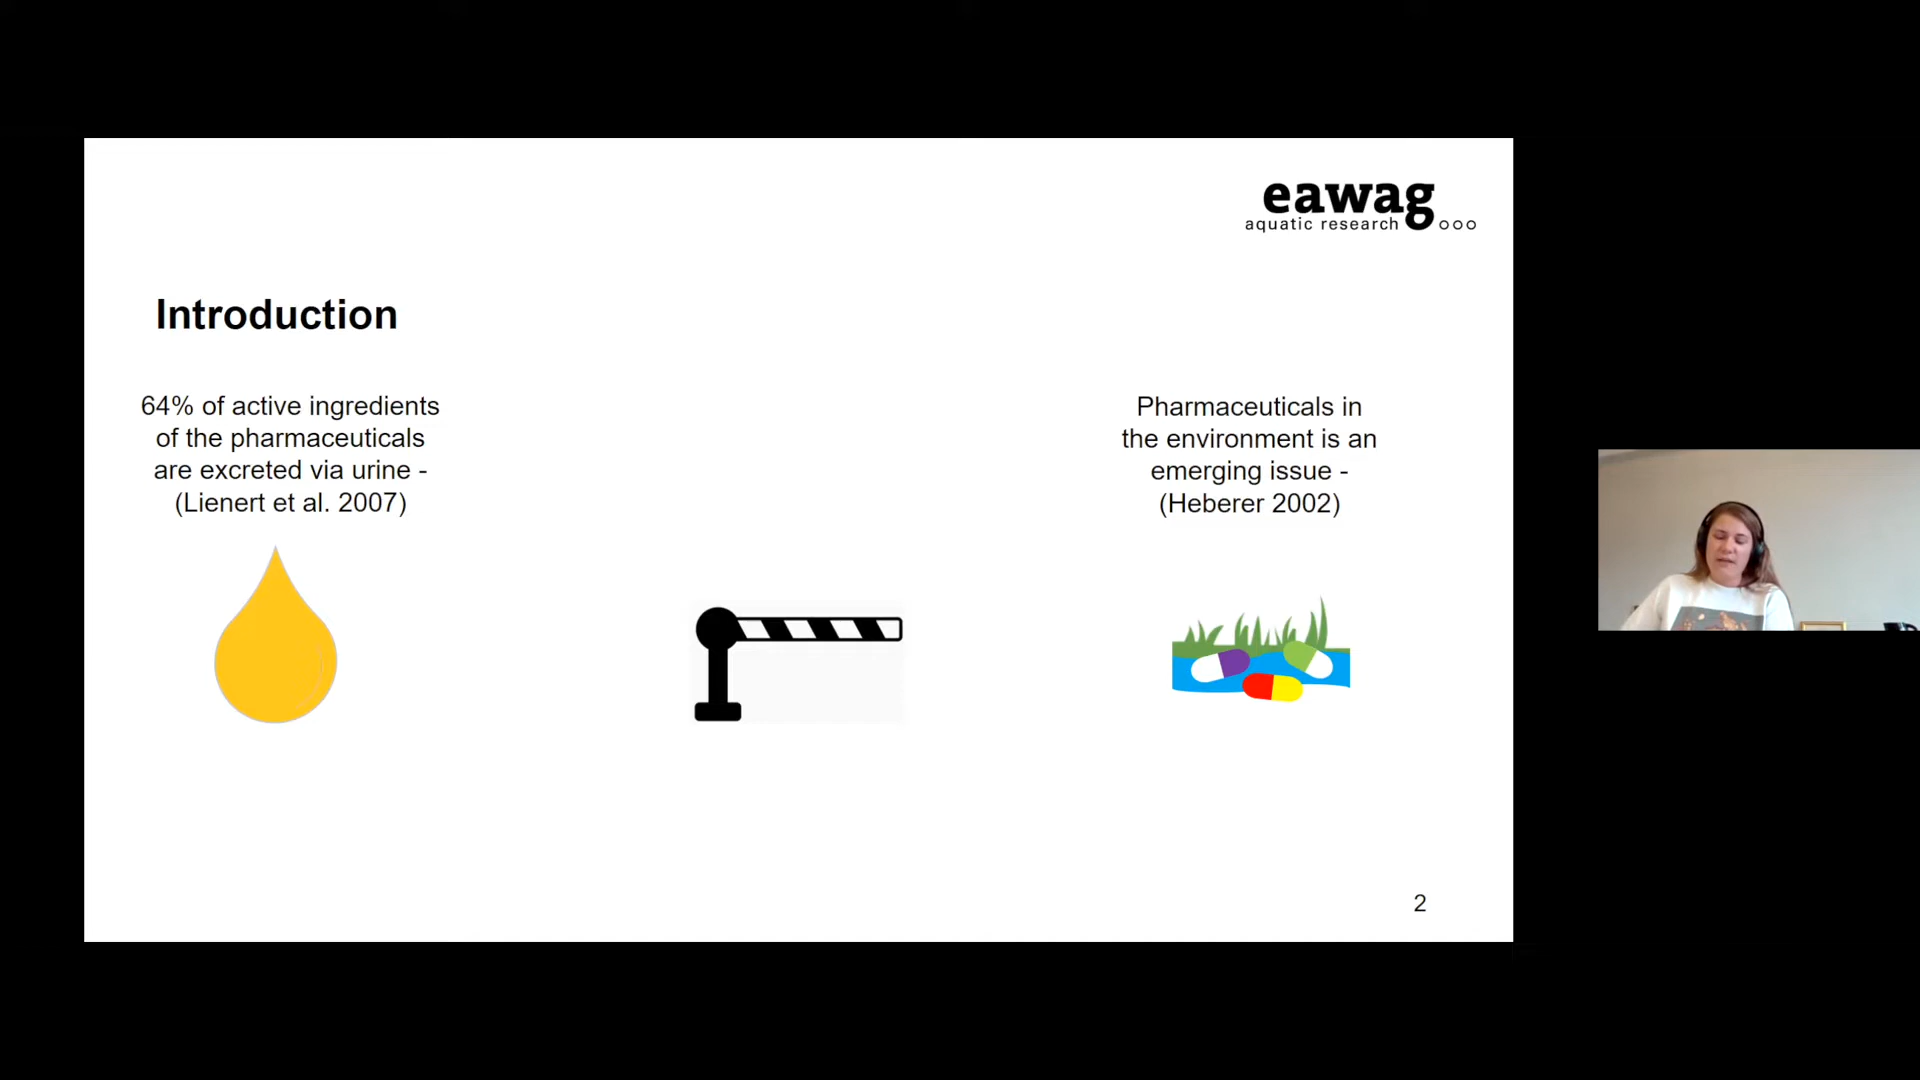 eawag
aquatic research
Introduction
64% of active ingredients
of the pharmaceuticals
are excreted via urine -
(Lienert et al. 2007)
Pharmaceuticals in
the environment is an
emerging issue -
(Heberer 2002)
2